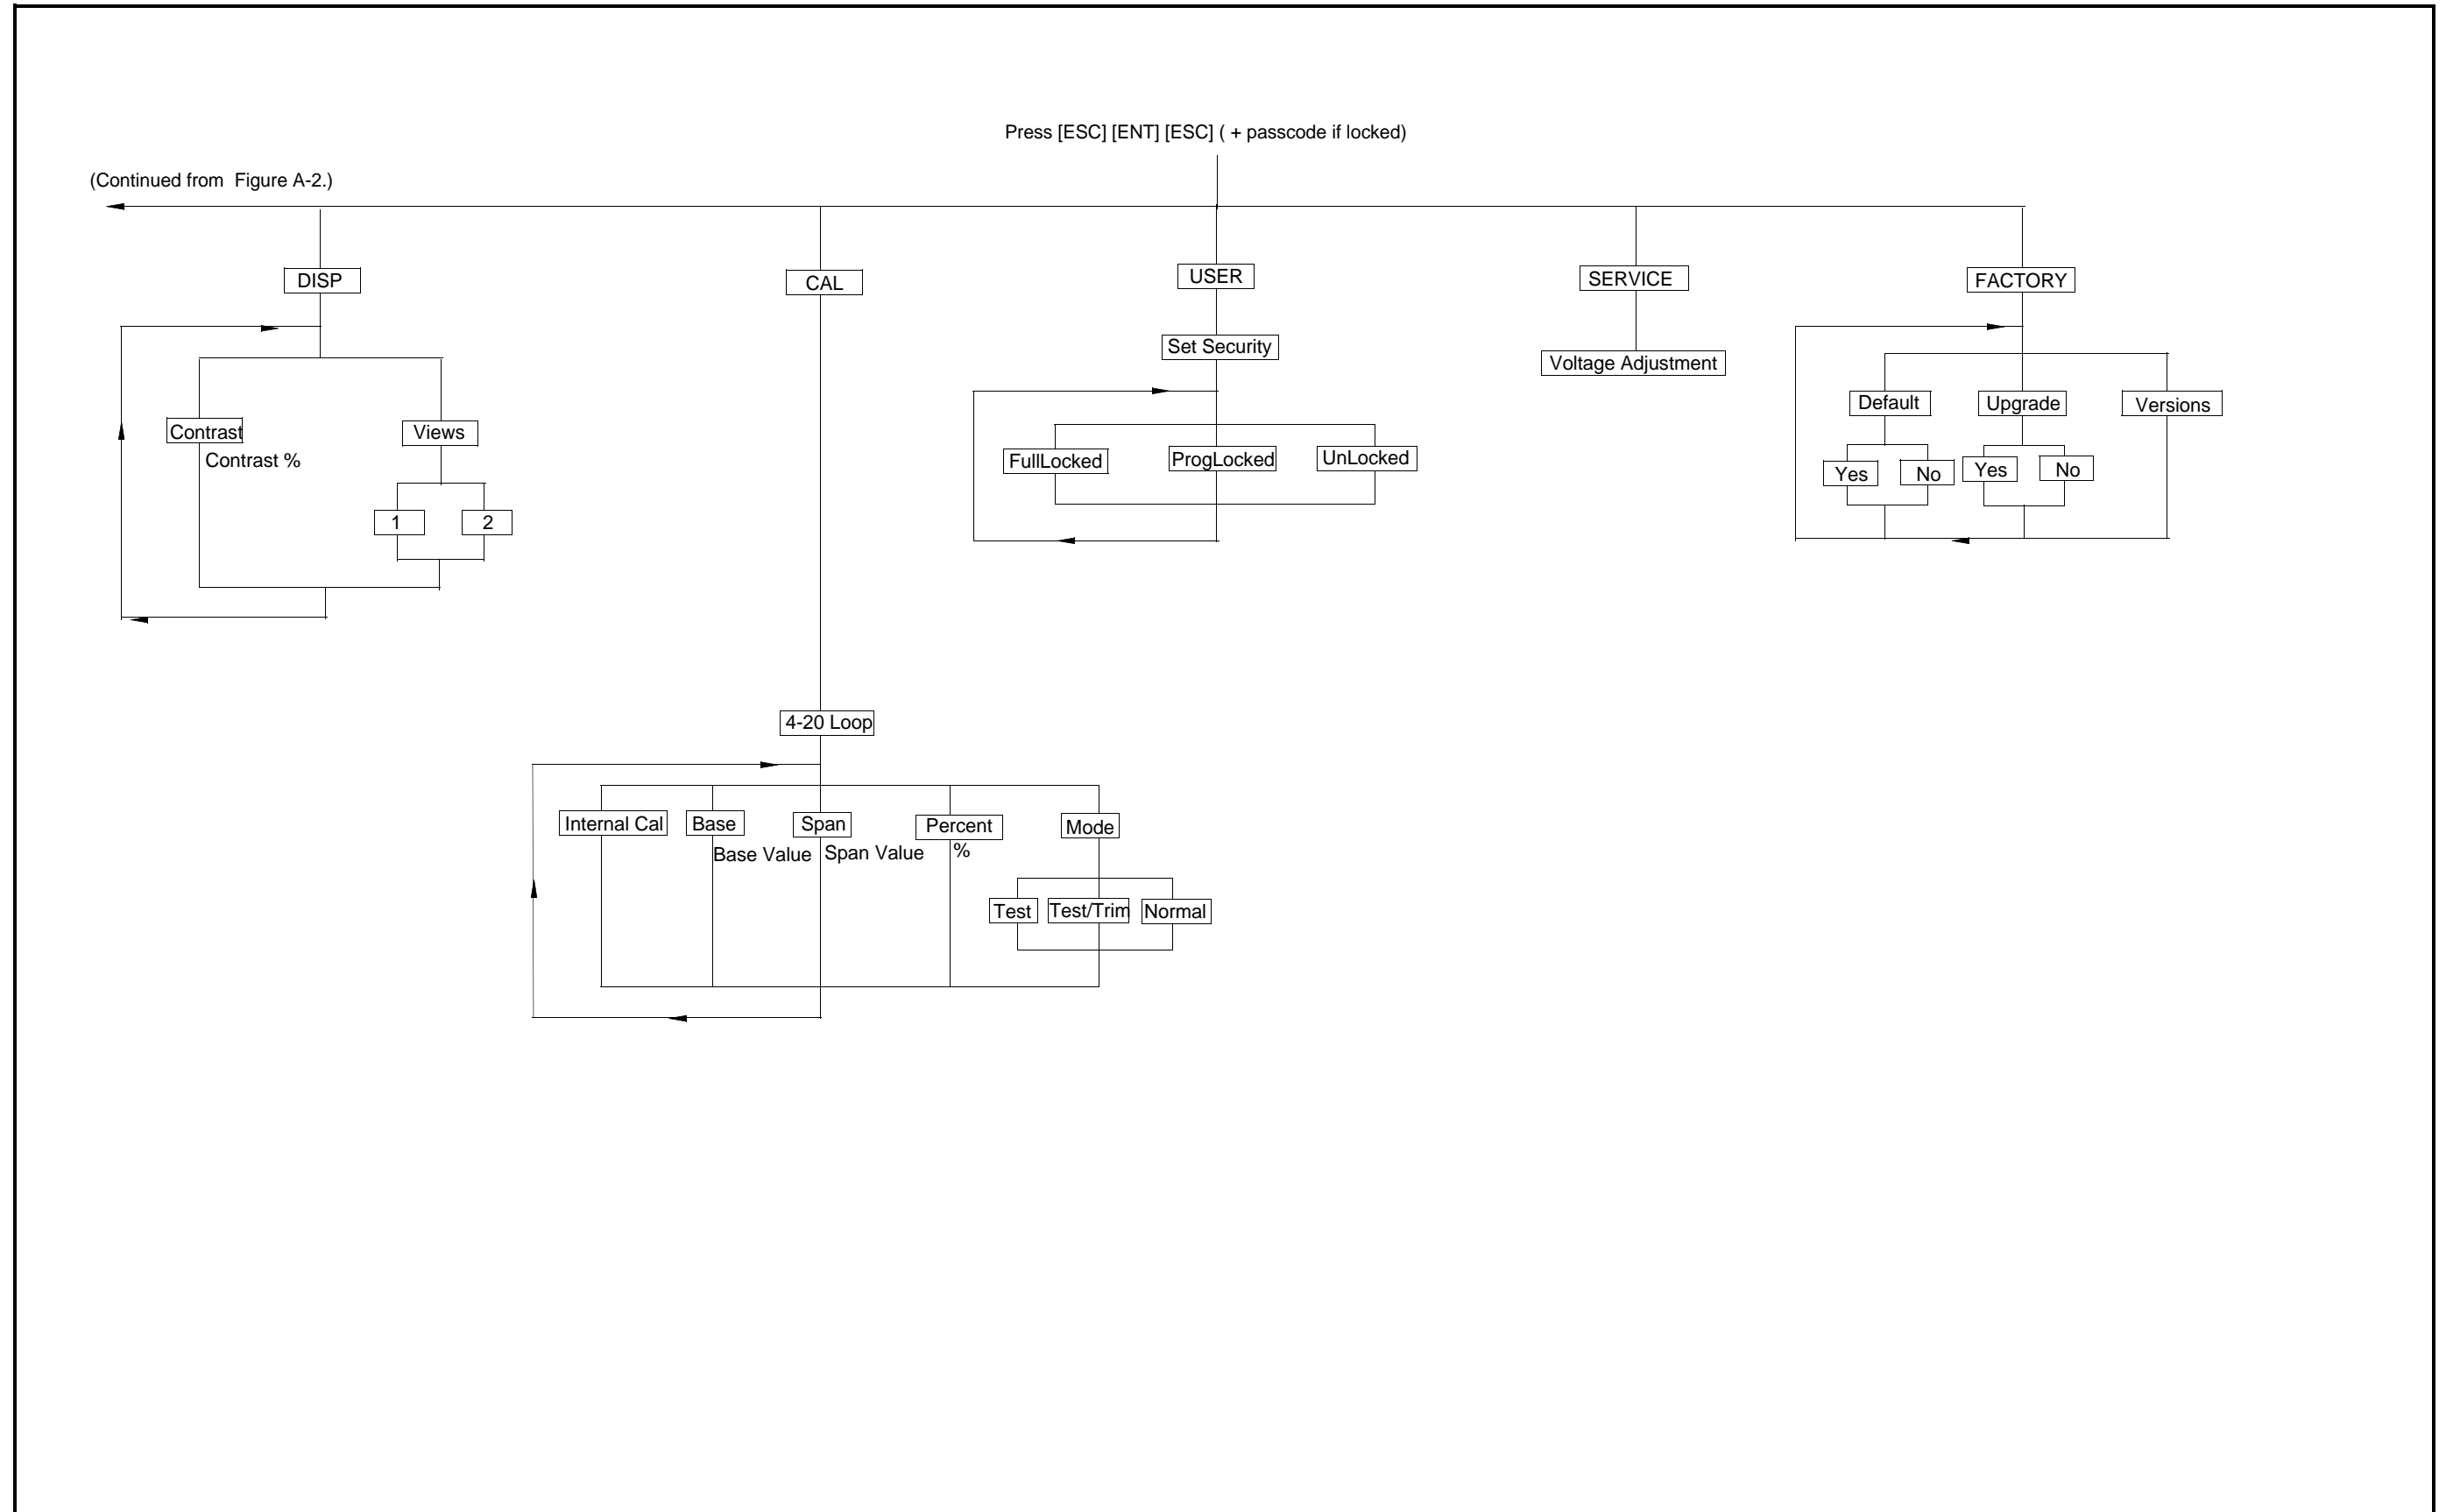 Press [ESC] [ENT] [ESC] ( + passcode if locked)
(Continued from Figure A-2.)
DISP
CAL
USER
SERVICE
FACTORY
Set Security
Voltage Adjustment
Contrast
Contrast %
Views
1
2
FullLocked
ProgLocked
UnLocked
Default
Upgrade
Versions
Yes
No
Yes
No
4-20 Loop
Internal Cal
Base
Base Value
Span
Span Value
Percent
%
Mode
Test
Test/Trim
Normal